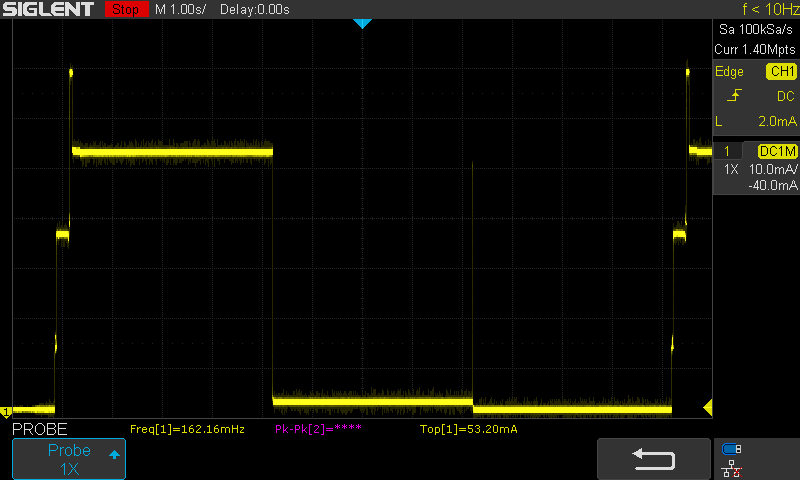 SIGLENT Stop M 1.00s/ Delay:0.00s f < 10Hz
Sa 100kSa/s
Curr 1.40Mpts
Edge CH1
DC
L 2.0mA
1 DC1M
1X 10.0mA/
-40.0mA
1
PROBE Freq[1]=162.16mHz Pk-Pk[2]=**** Top[1]=53.20mA
Probe
1X